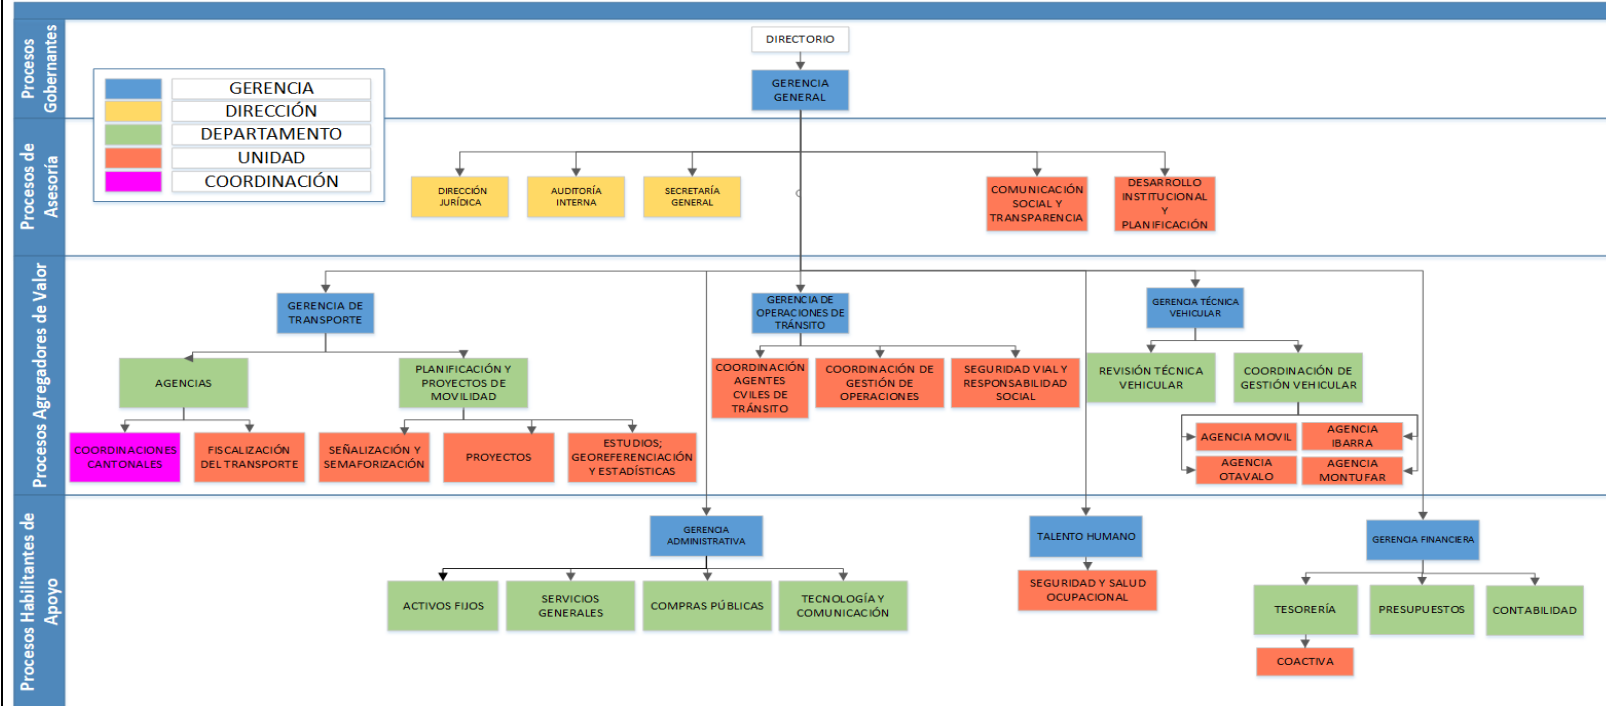 Procesos
Gobernantes
DIRECTORIO
GERENCIA
GENERAL
GERENCIA
DIRECCIÓN
DEPARTAMENTO
UNIDAD
COORDINACIÓN
Procesos de
Asesoría
DIRECCIÓN
JURÍDICA
AUDITORÍA
INTERNA
SECRETARÍA
GENERAL
COMUNICACIÓN
SOCIAL Y
TRANSPARENCIA
DESARROLLO
INSTITUCIONAL
Y
PLANIFICACIÓN
Procesos Agregadores de Valor
GERENCIA DE
TRANSPORTE
GERENCIA DE
OPERACIONES DE
TRÁNSITO
GERENCIA TÉCNICA
VEHICULAR
AGENCIAS
PLANIFICACIÓN Y
PROYECTOS DE
MOVILIDAD
COORDINACIÓN
AGENTES
CVILES DE
TRÁNSITO
COORDINACIÓN DE
GESTIÓN DE
OPERACIONES
SEGURIDAD VIAL Y
RESPONSABILIDAD
SOCIAL
REVISIÓN TÉCNICA
VEHICULAR
COORDINACIÓN DE
GESTIÓN VEHICULAR
COORDINACIONES
CANTONALES
FISCALIZACIÓN
DEL TRANSPORTE
SEÑALIZACIÓN Y
SEMAFORIZACIÓN
PROYECTOS
ESTUDIOS;
GEOREFERENCIACIÓN
Y ESTADÍSTICAS
AGENCIA MOVIL
AGENCIA
IBARRA
AGENCIA
OTAVALO
AGENCIA
MONTUFAR
Procesos Habilitantes de
Apoyo
GERENCIA
ADMINISTRATIVA
TALENTO HUMANO
GERENCIA FINANCIERA
ACTIVOS FIJOS
SERVICIOS
GENERALES
COMPRAS PÚBLICAS
TECNOLOGÍA Y
COMUNICACIÓN
SEGURIDAD Y SALUD
OCUPACIONAL
TESORERÍA
PRESUPUESTOS
CONTABILIDAD
COACTIVA